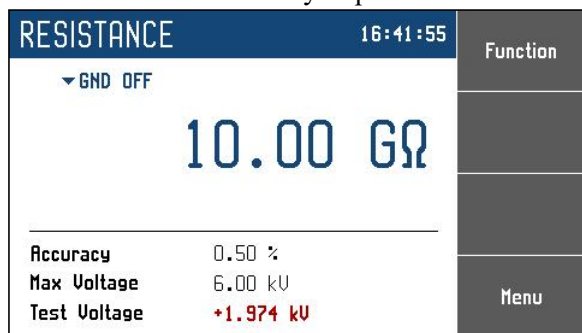 RESISTANCE 16:41:55
Function
GND OFF
10.00 GΩ
Accuracy 0.50 %
Max Voltage 6.00 kV
Test Voltage +1.974 kV
Menu